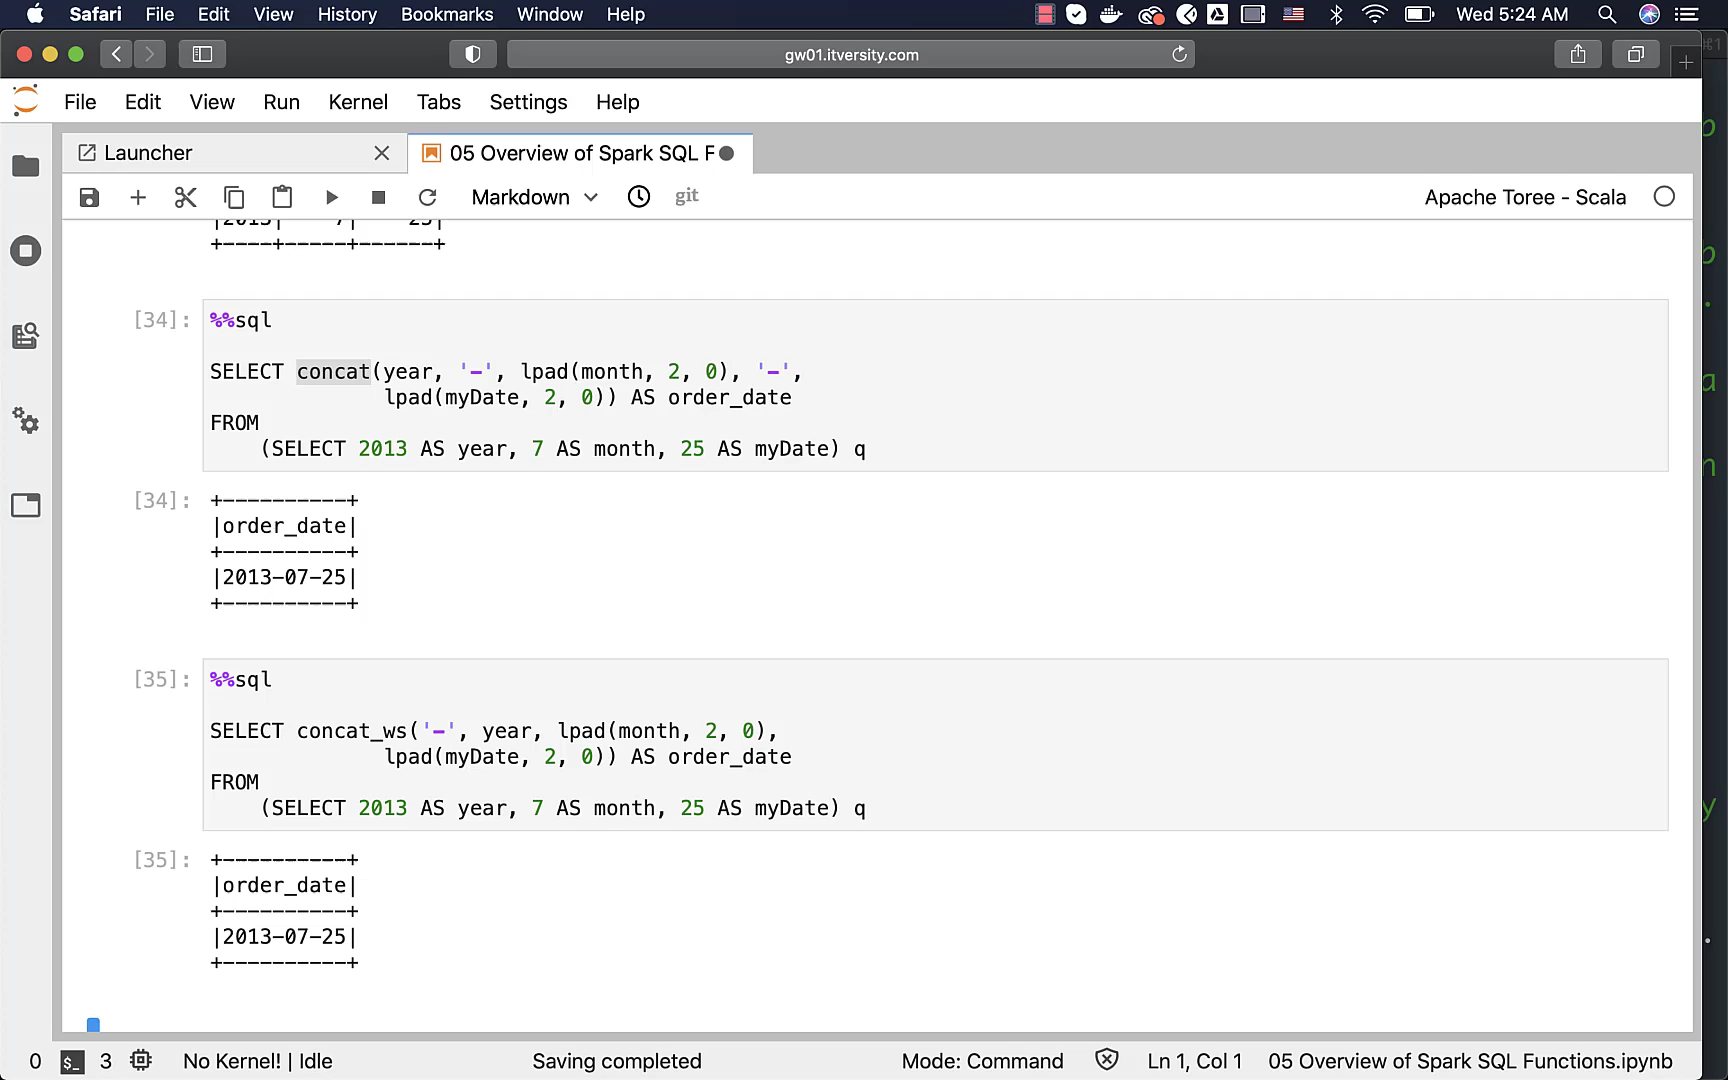 Safari File Edit View History Bookmarks Window Help Wed 5:24 AM
gw01.itversity.com
File Edit View Run Kernel Tabs Settings Help
Launcher 05 Overview of Spark SQL F
Markdown git Apache Toree - Scala
|2013| 7| 25|
+----+-----+------+
[34]: %%sql
SELECT concat(year, '-', lpad(month, 2, 0), '-',
lpad(myDate, 2, 0)) AS order_date
FROM
(SELECT 2013 AS year, 7 AS month, 25 AS myDate) q
[34]: +----------+
|order_date|
+----------+
|2013-07-25|
+----------+
[35]: %%sql
SELECT concat_ws('-', year, lpad(month, 2, 0),
lpad(myDate, 2, 0)) AS order_date
FROM
(SELECT 2013 AS year, 7 AS month, 25 AS myDate) q
[35]: +----------+
|order_date|
+----------+
|2013-07-25|
+----------+
0 $_ 3 No Kernel! | Idle Saving completed Mode: Command Ln 1, Col 1 05 Overview of Spark SQL Functions.ipynb